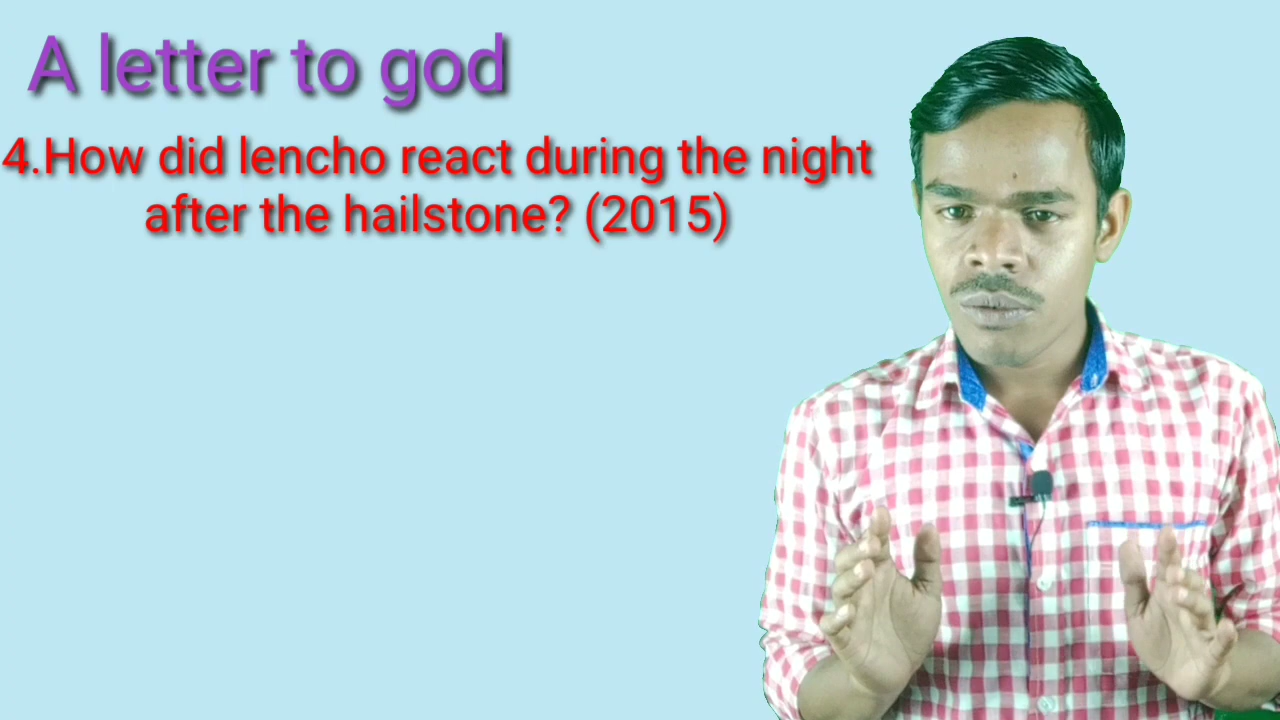 A letter to god
4.How did lencho react during the night
after the hailstone? (2015)